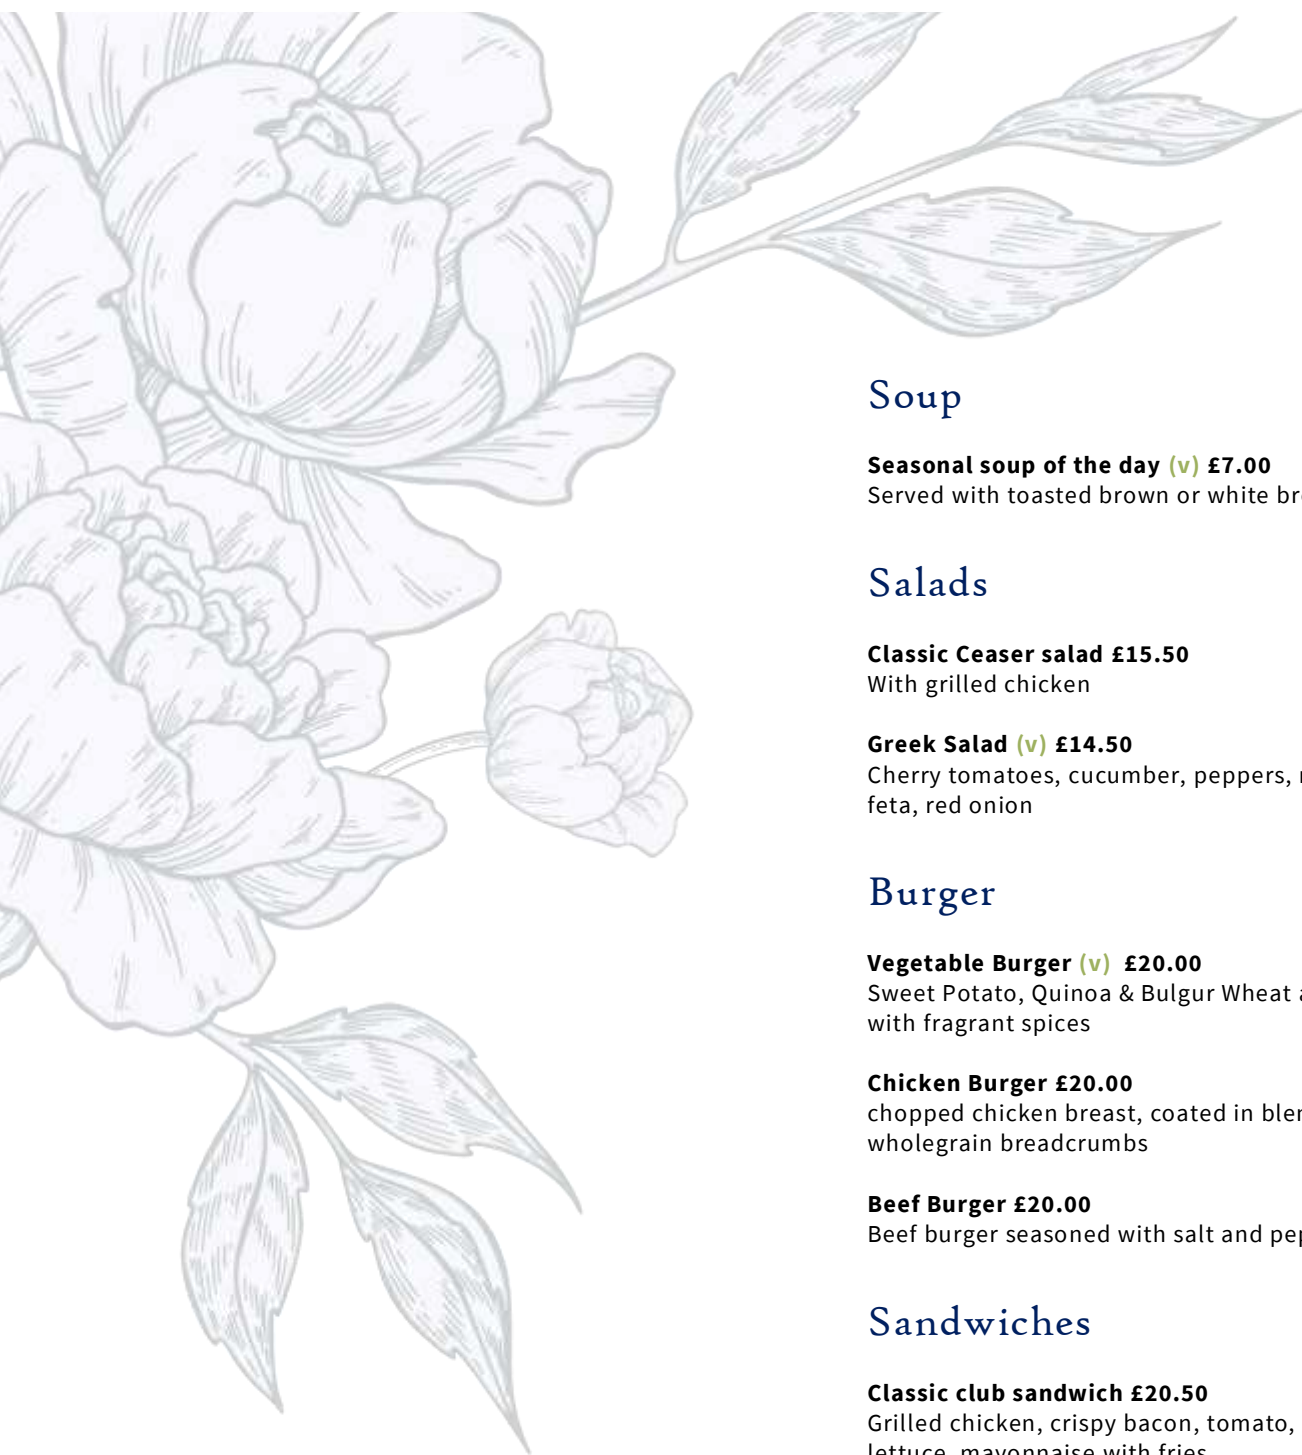 Soup
Seasonal soup of the day (v) £7.00
Served with toasted brown or white
Salads
Classic Ceaser salad £15.50
With grilled chicken
Greek Salad (v) £14.50
Cherry tomatoes, cucumber, peppers,
feta, red onion
Burger
Vegetable Burger (v) £20.00
Sweet Potato, Quinoa & Bulgur Wheat
with fragrant spices
Chicken Burger £20.00
chopped chicken breast, coated in
wholegrain breadcrumbs
Beef Burger £20.00
Beef burger seasoned with salt and
Sandwiches
Classic club sandwich £20.50
Grilled chicken, crispy bacon, tomato,
lettuce, mayonnaise with fries